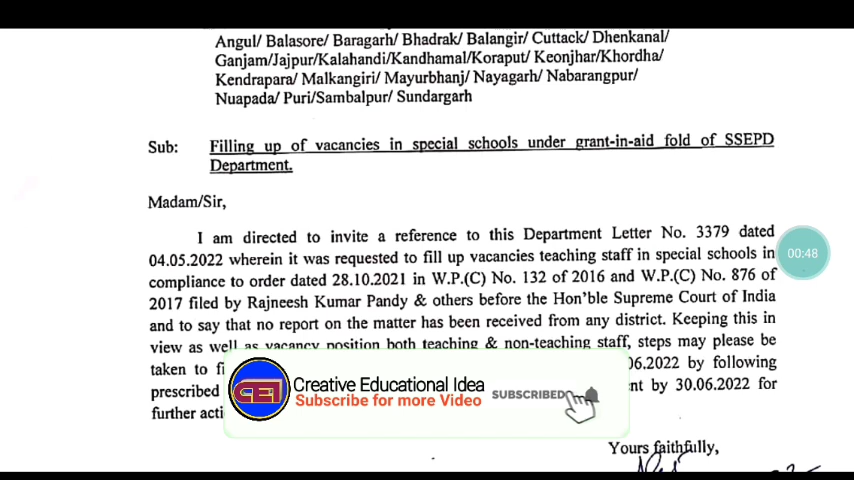 Angul/ Balasore/ Baragarh/ Bhadrak/ Balangir/ Cuttack/ Dhenkanal/
Ganjam/Jajpur/Kalahandi/Kandhamal/Koraput/ Keonjhar/Khordha/
Kendrapara/ Malkangiri/ Mayurbhanj/ Nayagarh/ Nabarangpur/
Nuapada/ Puri/Sambalpur/ Sundargarh
Sub: Filling up of vacancies in special schools under grant-in-aid fold of SSEPD
Department.
Madam/Sir,
I am directed to invite a reference to this Department Letter No. 3379 dated
04.05.2022 wherein it was requested to fill up vacancies teaching staff in special schools in
compliance to order dated 28.10.2021 in W.P.(C) No. 132 of 2016 and W.P.(C) No. 876 of
2017 filed by Rajneesh Kumar Pandy & others before the Hon'ble Supreme Court of India
and to say that no report on the matter has been received from any district. Keeping this in
view as well as vacancy position both teaching & non-teaching staff, steps may please be
taken to 06.2022 by following
prescribed by 30.06.2022 for
further
Yours faithfully,
00:48
CEI
Creative Educational Idea
Subscribe for more Video
SUBSCRIBED